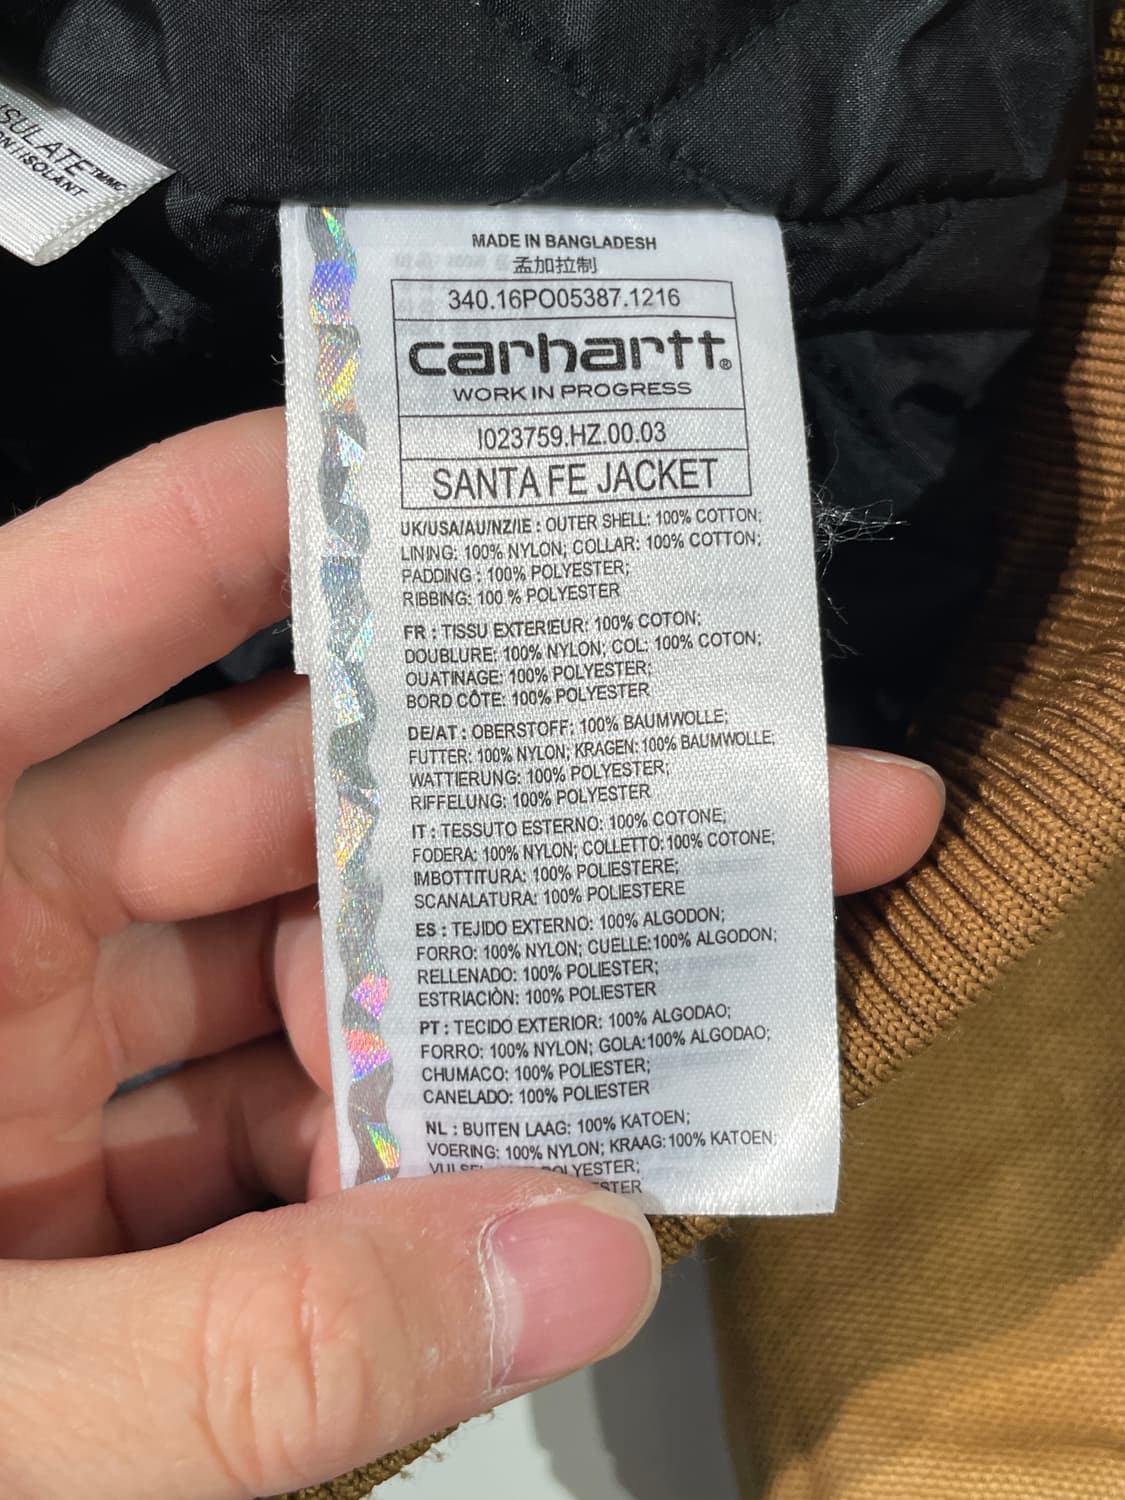 ISOLANT
MADE IN BANGLADESH
孟加拉制
340.16PO05387.1216
carhartt®
WORK IN PROGRESS
I023759.HZ.00.03
SANTA FE JACKET
UK/USA/AU/NZ/IE : OUTER SHELL: 100% COTTON;
LINING: 100% NYLON; COLLAR: 100% COTTON;
PADDING : 100% POLYESTER;
RIBBING: 100 % POLYESTER
FR : TISSU EXTERIEUR: 100% COTON;
DOUBLURE: 100% NYLON; COL: 100% COTON;
OUATINAGE: 100% POLYESTER;
BORD CÔTE: 100% POLYESTER
DE/AT : OBERSTOFF: 100% BAUMWOLLE;
FUTTER: 100% NYLON; KRAGEN: 100% BAUMWOLLE;
WATTIERUNG: 100% POLYESTER;
RIFFELUNG: 100% POLYESTER
IT : TESSUTO ESTERNO: 100% COTONE;
FODERA: 100% NYLON; COLLETTO: 100% COTONE;
IMBOTTITURA: 100% POLIESTERE;
SCANALATURA: 100% POLIESTERE
ES : TEJIDO EXTERNO: 100% ALGODON;
FORRO: 100% NYLON; CUELLE:100% ALGODON;
RELLENADO: 100% POLIESTER;
ESTRIACIÒN: 100% POLIESTER
PT : TECIDO EXTERIOR: 100% ALGODAO;
FORRO: 100% NYLON; GOLA:100% ALGODAO;
CHUMACO: 100% POLIESTER;
CANELADO: 100% POLIESTER
NL : BUITEN LAAG: 100% KATOEN;
VOERING: 100% NYLON; KRAAG: 100% KATOEN;